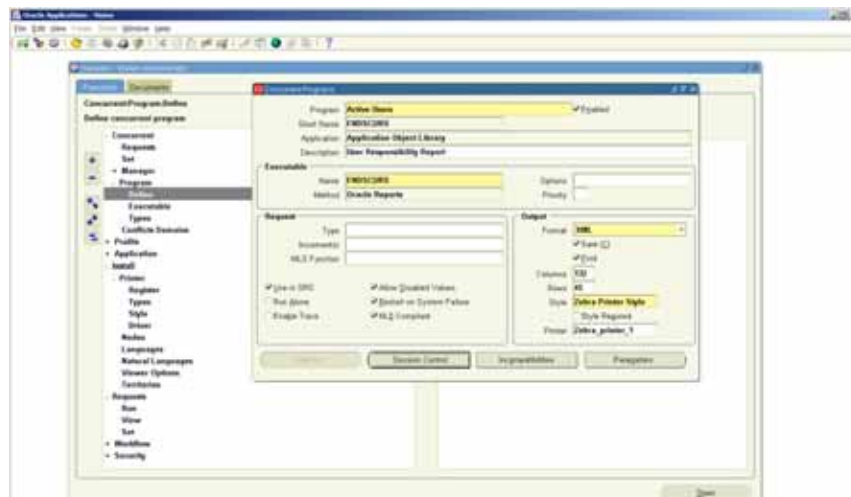 Oracle Applications - Home
File Edit View Window Help
Functions Documents
Concurrent:Program:Define
Define concurrent program
Concurrent
Requests
Set
+ Manager
- Program
Define
Executable
Types
Conflicts Domains
+ Profile
+ Application
- Install
- Printer
Register
Types
Style
Driver
Nodes
Languages
Natural Languages
Viewer Options
Territories
- Requests
Run
View
Set
+ Workflow
+ Security
Open
Concurrent Programs
Program Active Users Enabled
Short Name FNDSCURS
Application Application Object Library
Description User Responsibility Report
Executable
Name FNDSCURS Options
Method Oracle Reports Priority
Request
Type
Incrementor
MLS Function
Use in SRS Allow Disabled Values
Run Alone Restart on System Failure
Enable Trace NLS Compliant
Output
Format XML
Save (C)
Print
Columns 132
Rows 45
Style Zebra Printer Style
Style Required
Printer Zebra_printer_1
Session Control Incompatibilities Parameters